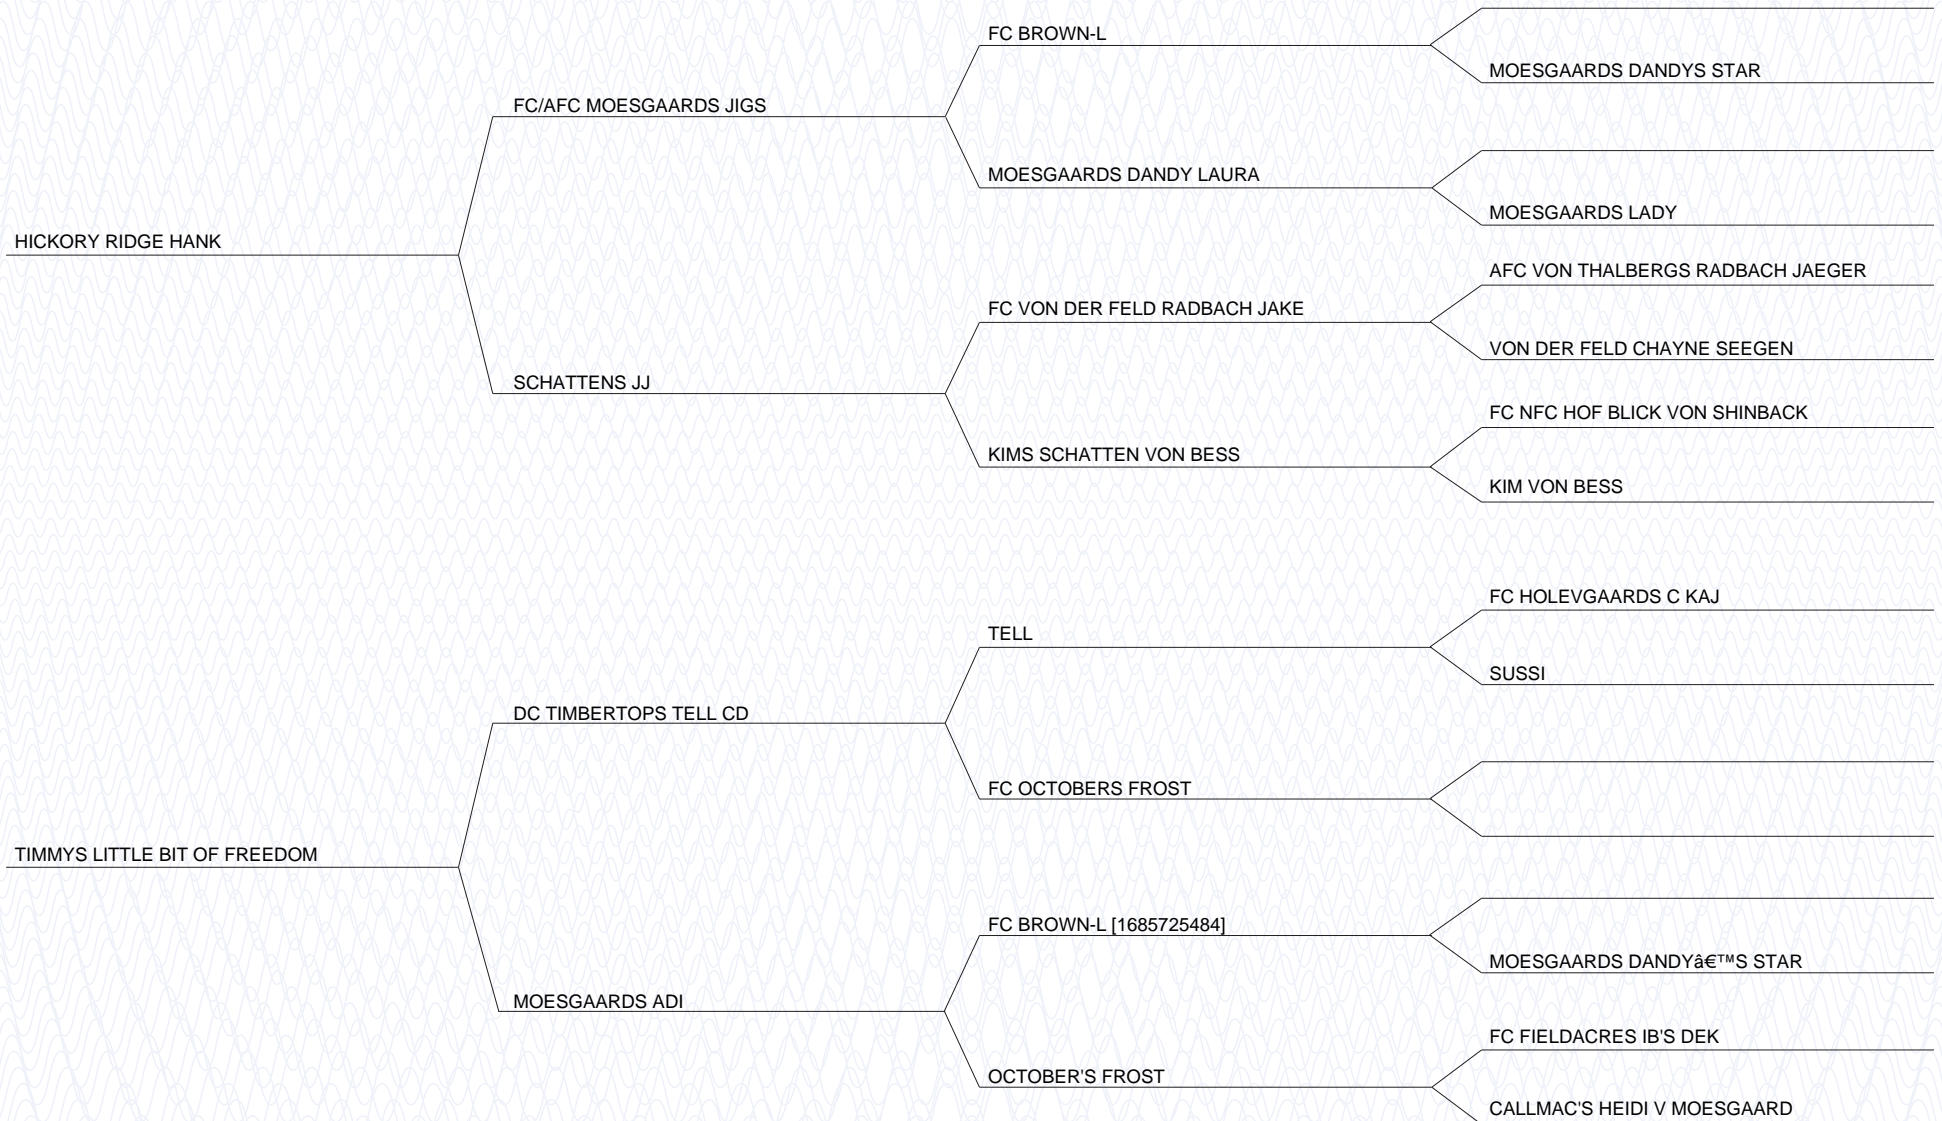 FC BROWN-L
MOESGAARDS DANDYS STAR
FC/AFC MOESGAARDS JIGS
MOESGAARDS DANDY LAURA
MOESGAARDS LADY
HICKORY RIDGE HANK
AFC VON THALBERGS RADBACH JAEGER
FC VON DER FELD RADBACH JAKE
VON DER FELD CHAYNE SEEGEN
SCHATTENS JJ
FC NFC HOF BLICK VON SHINBACK
KIMS SCHATTEN VON BESS
KIM VON BESS
FC HOLEVGAARDS C KAJ
TELL
SUSSI
DC TIMBERTOPS TELL CD
FC OCTOBERS FROST
TIMMYS LITTLE BIT OF FREEDOM
FC BROWN-L [1685725484]
MOESGAARDS DANDYâ€™S STAR
MOESGAARDS ADI
FC FIELDACRES IB'S DEK
OCTOBER'S FROST
CALLMAC'S HEIDI V MOESGAARD